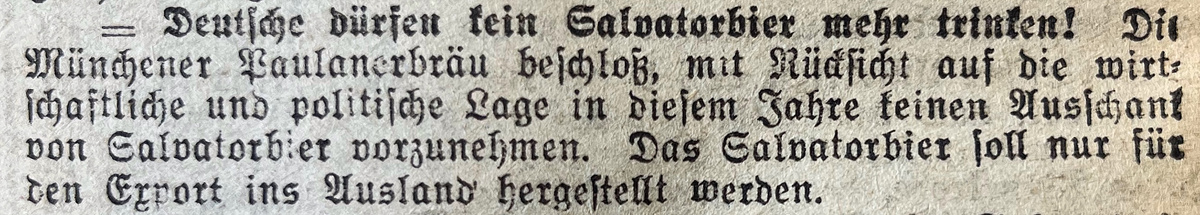 = Deutsche dürfen kein Salvatorbier mehr trinken! Die
Münchener Paulanerbräu beschloß, mit Rücksicht auf die wirt-
schaftliche und politische Lage in diesem Jahre keinen Ausschank
von Salvatorbier vorzunehmen. Das Salvatorbier soll nur für
den Export ins Ausland hergestellt werden.